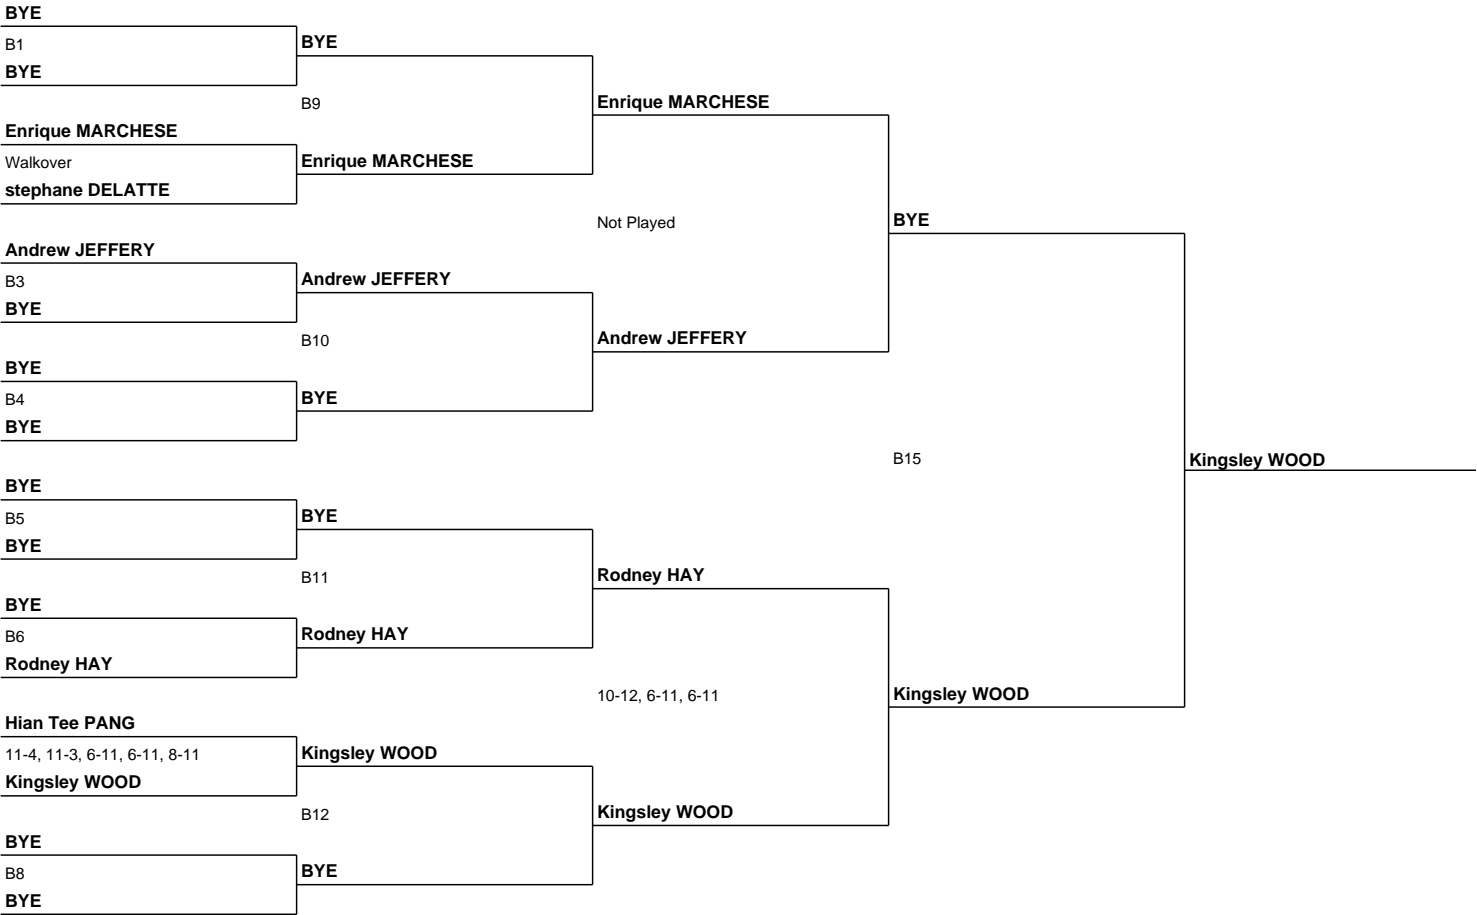 BYE
B1
BYE
Enrique MARCHESE
Walkover
stephane DELATTE
Andrew JEFFERY
B3
BYE
BYE
B4
BYE
BYE
B5
BYE
BYE
B6
Rodney HAY
Hian Tee PANG
11-4, 11-3, 6-11, 6-11, 8-11
Kingsley WOOD
BYE
B8
BYE
BYE
B9
Enrique MARCHESE
Andrew JEFFERY
B10
BYE
BYE
B11
Rodney HAY
Kingsley WOOD
B12
BYE
Enrique MARCHESE
Not Played
Andrew JEFFERY
Rodney HAY
10-12, 6-11, 6-11
Kingsley WOOD
BYE
B15
Kingsley WOOD
Kingsley WOOD